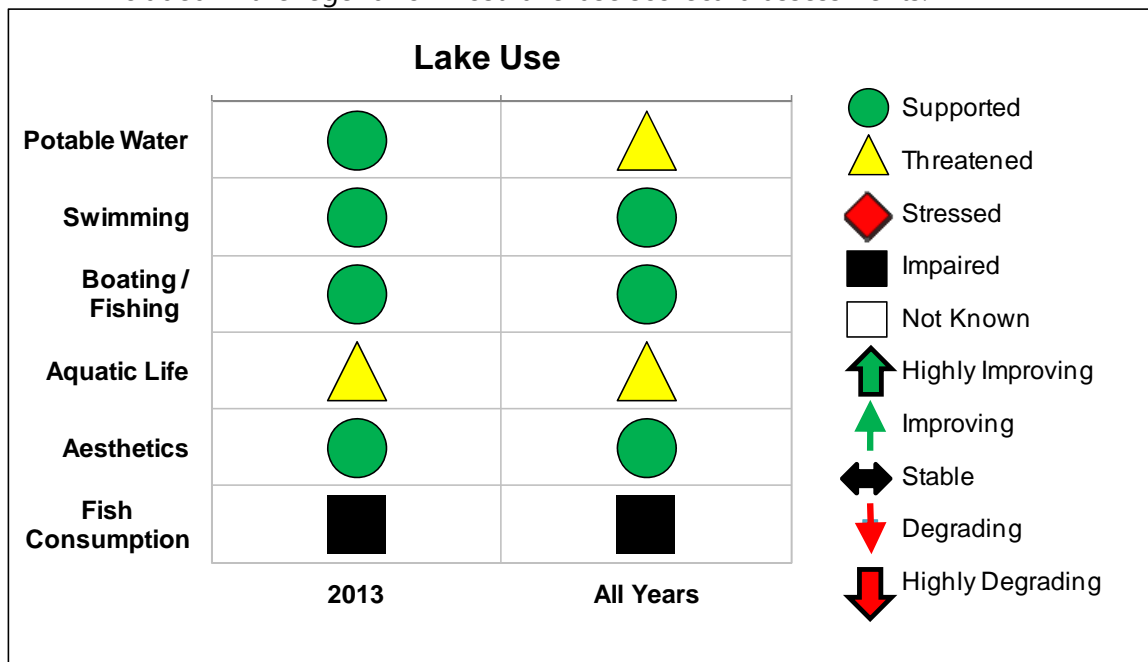 Lake Use
Potable Water
Swimming
Boating /
Fishing
Aquatic Life
Aesthetics
Fish
Consumption
2013
All Years
Supported
Threatened
Stressed
Impaired
Not Known
Highly Improving
Improving
Stable
Degrading
Highly Degrading